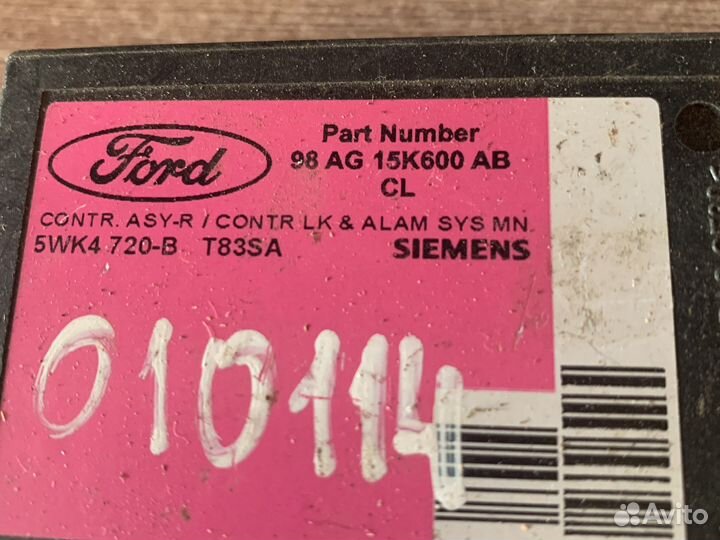 Ford
Part Number
98 AG 15K600 AB
CL
CONTR. ASY-R / CONTR LK & ALAM SYS MN
5WK4 720-B T83SA SIEMENS
010114
Avito